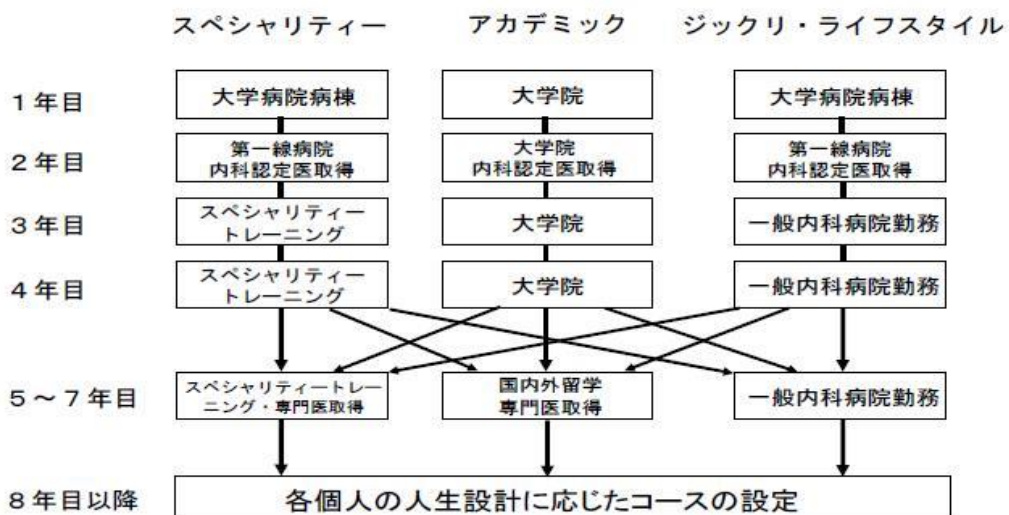 スペシャリティー アカデミック ジックリ・ライフスタイル
1年目 大学病院病棟 大学院 大学病院病棟
2年目
第一線病院
内科認定医取得
大学院
内科認定医取得
第一線病院
内科認定医取得
3年目
スペシャリティー
トレーニング
大学院
一般内科病院勤務
4年目
スペシャリティー
トレーニング
大学院
一般内科病院勤務
5～7年目
スペシャリティートレー
ニング・専門医取得
国内外留学
専門医取得
一般内科病院勤務
8年目以降 各個人の人生設計に応じたコースの設定